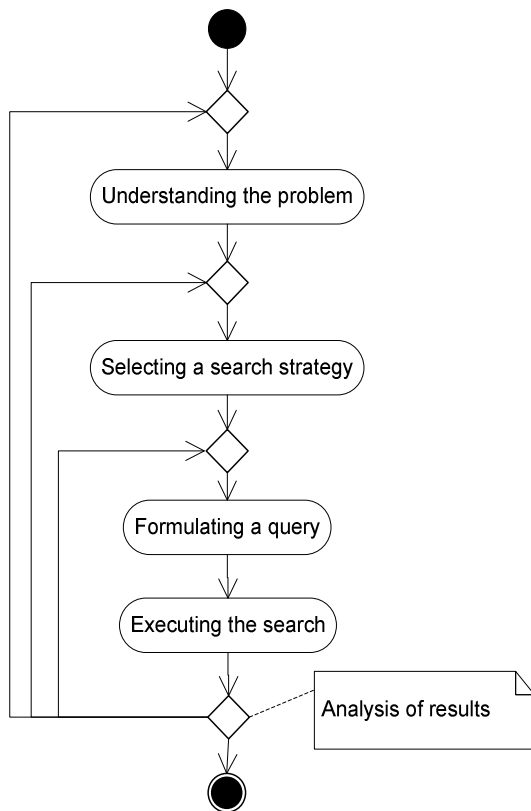 Understanding the problem
Selecting a search strategy
Formulating a query
Executing the search
Analysis of results